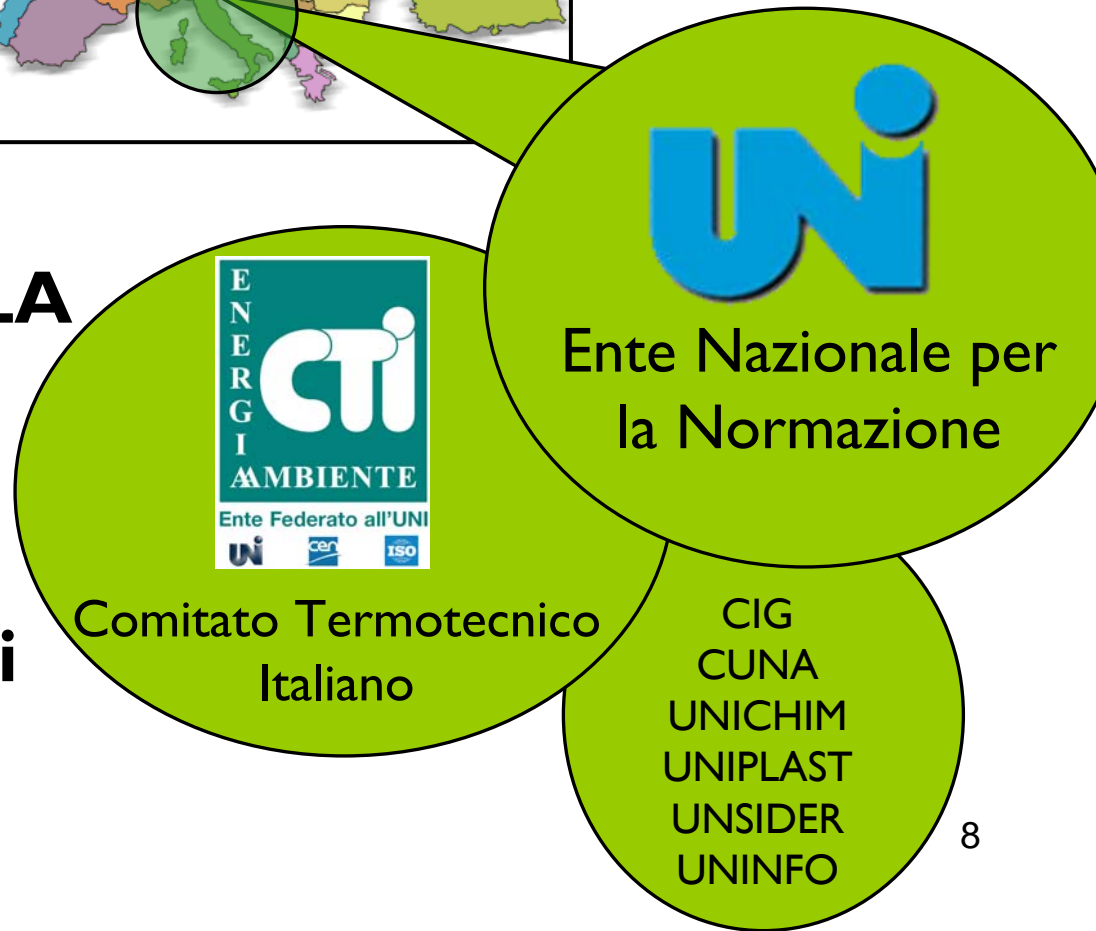 UNi
Ente Nazionale per
la Normazione
LA
ENERGIA
CTi
AMBIENTE
Ente Federato all'UNI
UNi
cen
ISO
Comitato Termotecnico
Italiano
i
CIG
CUNA
UNICHIM
UNIPLAST
UNSIDER
UNINFO
8